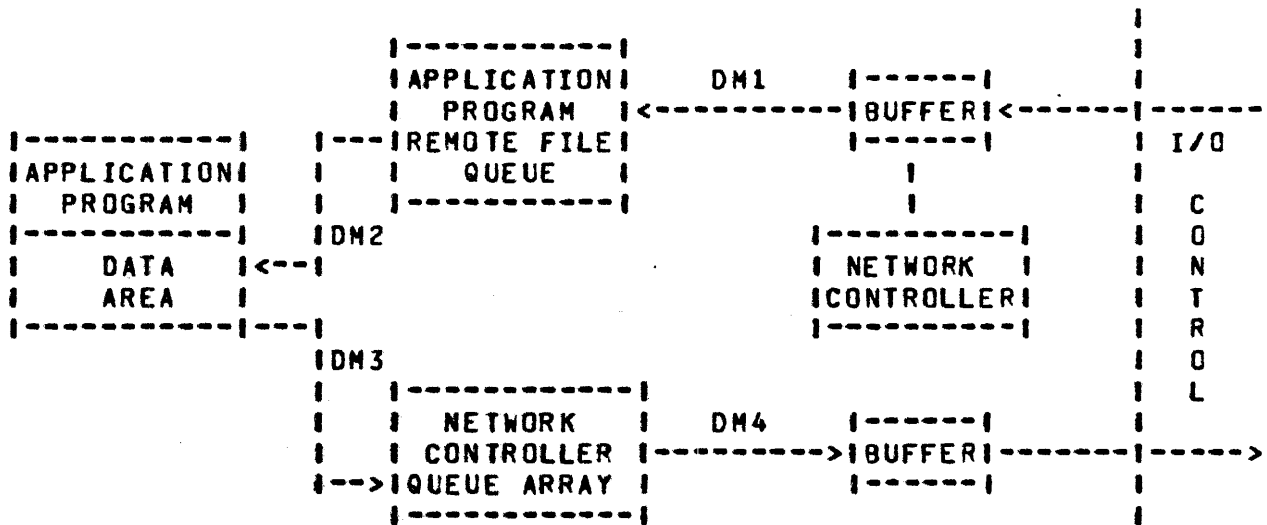 APPLICATION
PROGRAM
REMOTE FILE
QUEUE
DM1
BUFFER
I/O
CONTROL
APPLICATION
PROGRAM
DATA
AREA
DM2
NETWORK
CONTROLLER
DM3
NETWORK
CONTROLLER
QUEUE ARRAY
DM4
BUFFER